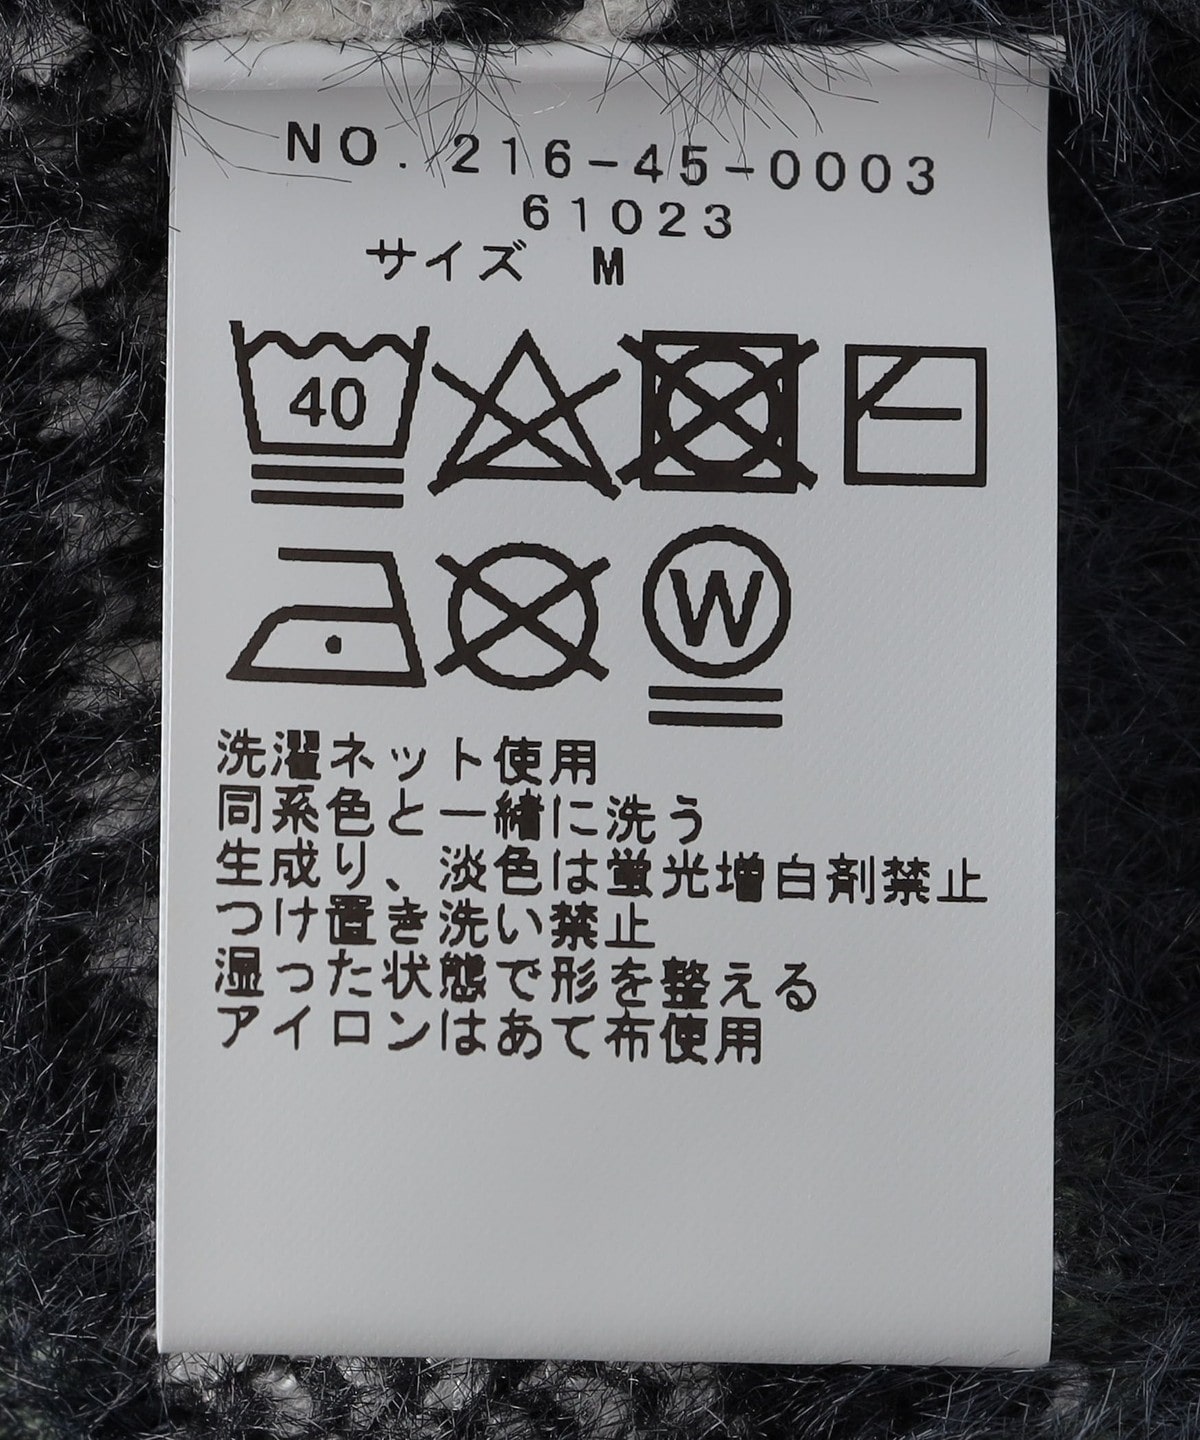 NO. 216-45-0003
61023
サイズ M
40
W
洗濯ネット使用
同系色と一緒に洗う
生成り、淡色は蛍光増白剤禁止
つけ置き洗い禁止
湿った状態で形を整える
アイロンはあて布使用